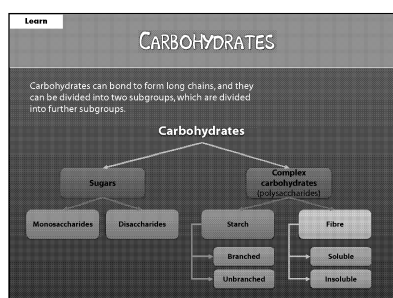 Learn
CARBOHYDRATES
Carbohydrates can bond to form long chains, and they
can be divided into two subgroups, which are divided
into further subgroups.
Carbohydrates
Sugars
Complex
carbohydrates
(polysaccharides)
Monosaccharides
Disaccharides
Starch
Fibre
Branched
Unbranched
Soluble
Insoluble